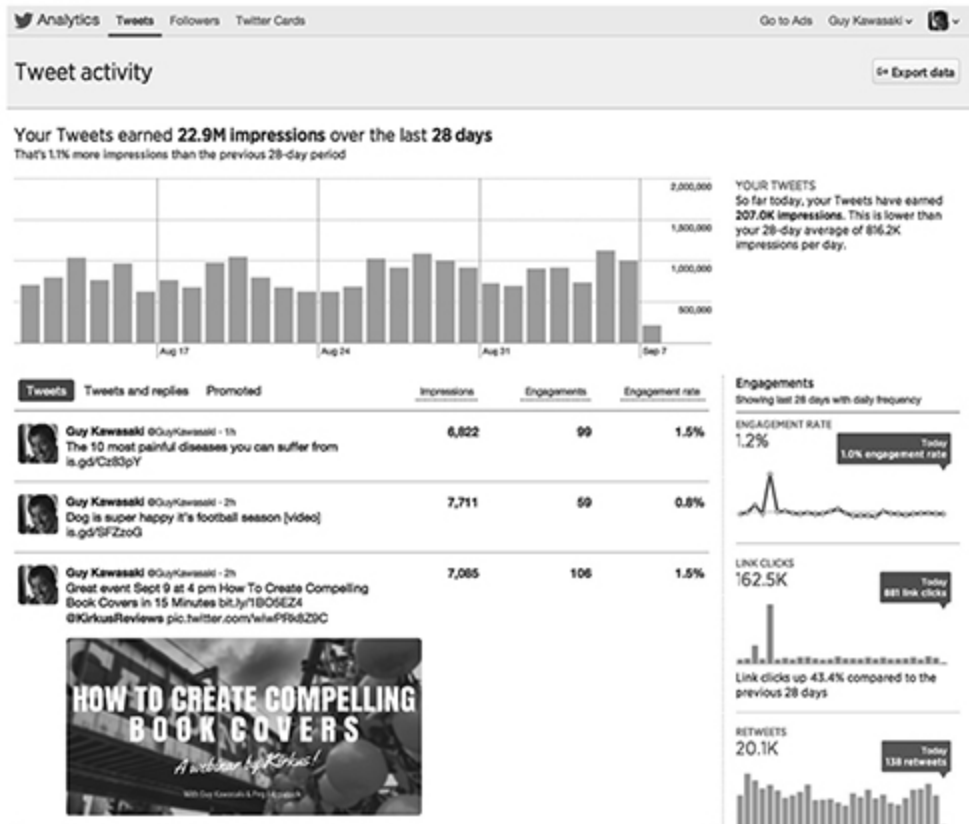 Analytics Tweets Followers Twitter Cards Go to Ads Guy Kawasaki
Tweet activity
Export data
Your Tweets earned 22.9M impressions over the last 28 days
That's 1.1% more impressions than the previous 28-day period
2,000,000
1,500,000
1,000,000
500,000
Aug 17 Aug 24 Aug 31 Sep 7
YOUR TWEETS
So far today, your Tweets have earned
207.0K impressions. This is lower than
your 28-day average of 816.2K
impressions per day.
Tweets Tweets and replies Promoted Impressions Engagements Engagement rate
Guy Kawasaki @GuyKawasaki · 1h 6,822 99 1.5%
The 10 most painful diseases you can suffer from
is.gd/Cz83pY
Guy Kawasaki @GuyKawasaki · 2h 7,711 59 0.8%
Dog is super happy it's football season [video]
is.gd/SFZzoG
Guy Kawasaki @GuyKawasaki · 2h 7,085 106 1.5%
Great event Sept 9 at 4 pm How To Create Compelling
Book Covers in 15 Minutes bit.ly/1BO5EZ4
@KirkusReviews
HOW TO CREATE COMPELLING
BOOK COVERS
A webinar by Kirkus!
With Guy Kawasaki & Peg
Engagements
Showing last 28 days with daily frequency
ENGAGEMENT RATE
1.2%
Today
1.0% engagement rate
LINK CLICKS
162.5K
Today
881 link clicks
Link clicks up 43.4% compared to the
previous 28 days
RETWEETS
20.1K
Today
138 retweets